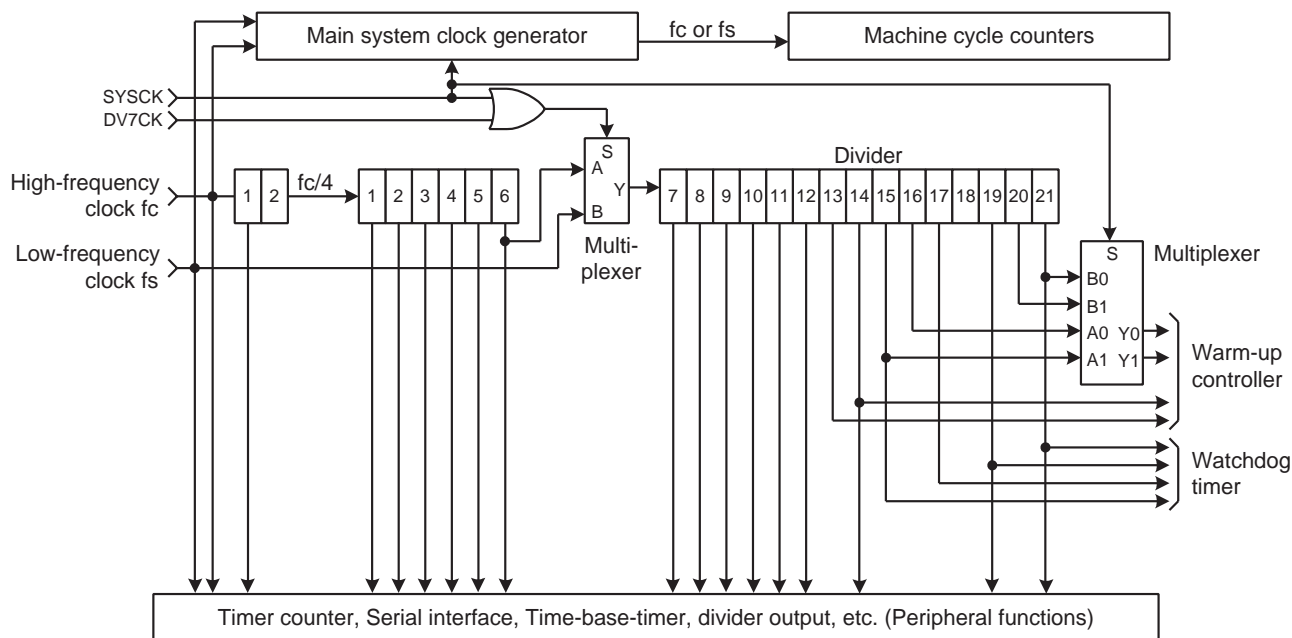 Main system clock generator
fc or fs
Machine cycle counters
SYSCK
DV7CK
S
A
Y
B
Multi-
plexer
High-frequency
clock fc
1 2
fc/4
1 2 3 4 5 6
Divider
7 8 9 10 11 12 13 14 15 16 17 18 19 20 21
Low-frequency
clock fs
S
B0
B1
A0 Y0
A1 Y1
Multiplexer
Warm-up
controller
Watchdog
timer
Timer counter, Serial interface, Time-base-timer, divider output, etc. (Peripheral functions)